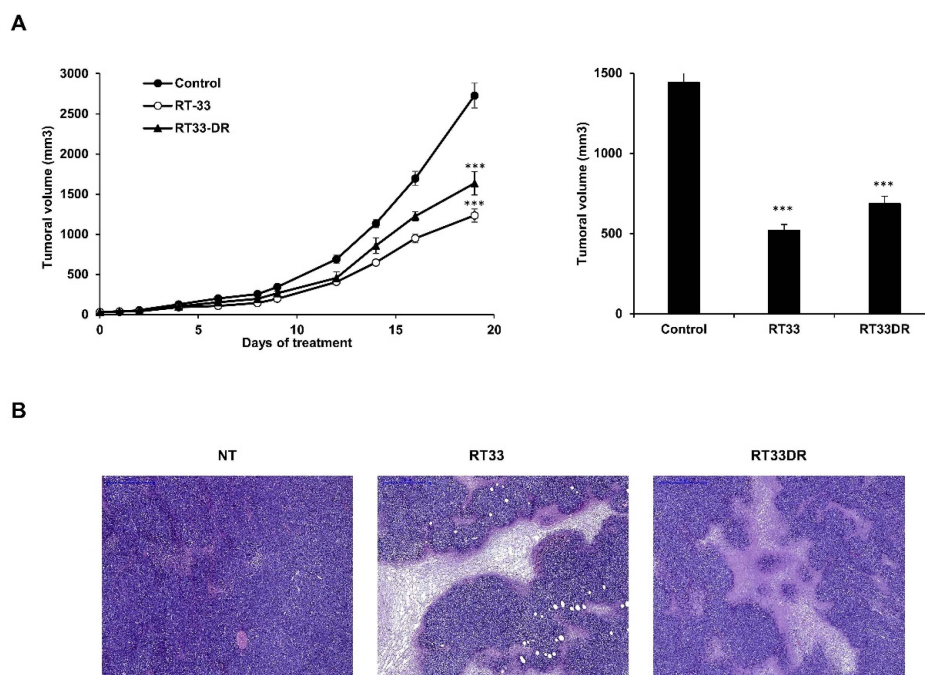 A
3000
2500
2000
1500
1000
500
0
Tumoral volume (mm3)
Control
RT-33
RT33-DR
***
***
0 5 10 15 20
Days of treatment
1500
1000
500
0
Tumoral volume (mm3)
***
***
Control RT33 RT33DR
B
NT RT33 RT33DR